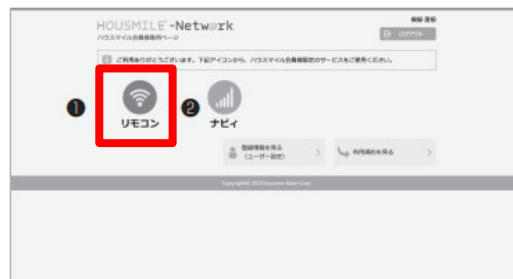 HOUSMILE-Network
ハウスマイル会員様専用ページ
ログアウト
ご利用ありがとうございます。下記アイコンから、ハウスマイル会員様限定のサービスをご使用ください。
❶ リモコン
❷ ナビィ
登録情報を見る
(ユーザー設定)
利用規約を見る